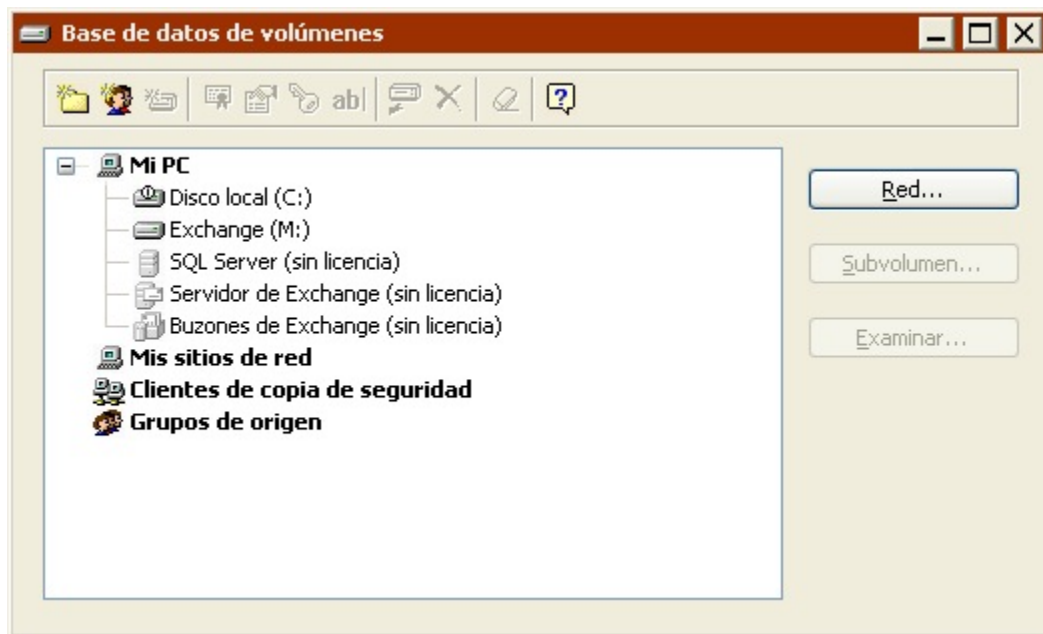 Base de datos de volúmenes
ab|
Mi PC
Disco local (C:)
Exchange (M:)
SQL Server (sin licencia)
Servidor de Exchange (sin licencia)
Buzones de Exchange (sin licencia)
Mis sitios de red
Clientes de copia de seguridad
Grupos de origen
Red...
Subvolumen...
Examinar...